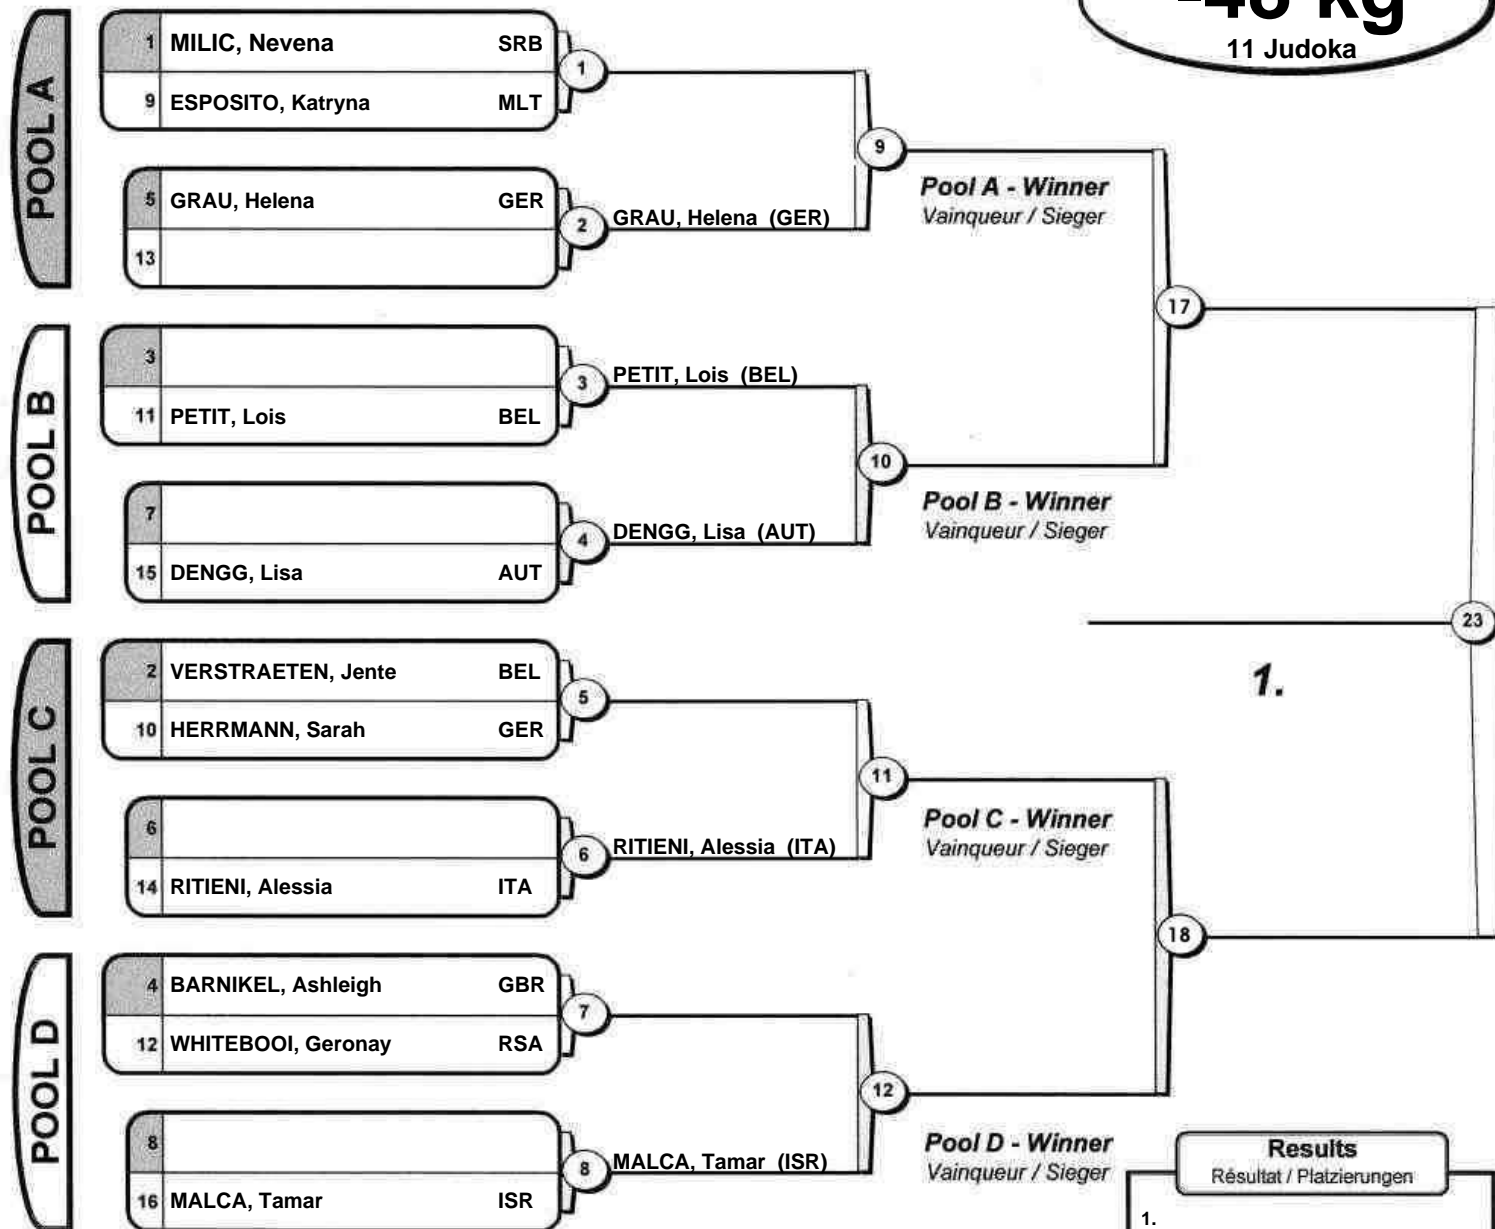 -48 kg
11 Judoka
POOL A
1 MILIC, Nevena SRB
9 ESPOSITO, Katryna MLT
1
5 GRAU, Helena GER
13
2
GRAU, Helena (GER)
9
Pool A - Winner
Vainqueur / Sieger
POOL B
3
11 PETIT, Lois BEL
3
PETIT, Lois (BEL)
7
15 DENGG, Lisa AUT
4
DENGG, Lisa (AUT)
10
Pool B - Winner
Vainqueur / Sieger
17
23
1.
POOL C
2 VERSTRAETEN, Jente BEL
10 HERRMANN, Sarah GER
5
6
14 RITIENI, Alessia ITA
6
RITIENI, Alessia (ITA)
11
Pool C - Winner
Vainqueur / Sieger
18
POOL D
4 BARNIKEL, Ashleigh GBR
12 WHITEBOOI, Geronay RSA
7
8
16 MALCA, Tamar ISR
8
MALCA, Tamar (ISR)
12
Pool D - Winner
Vainqueur / Sieger
Results
Résultat / Platzierungen
1.